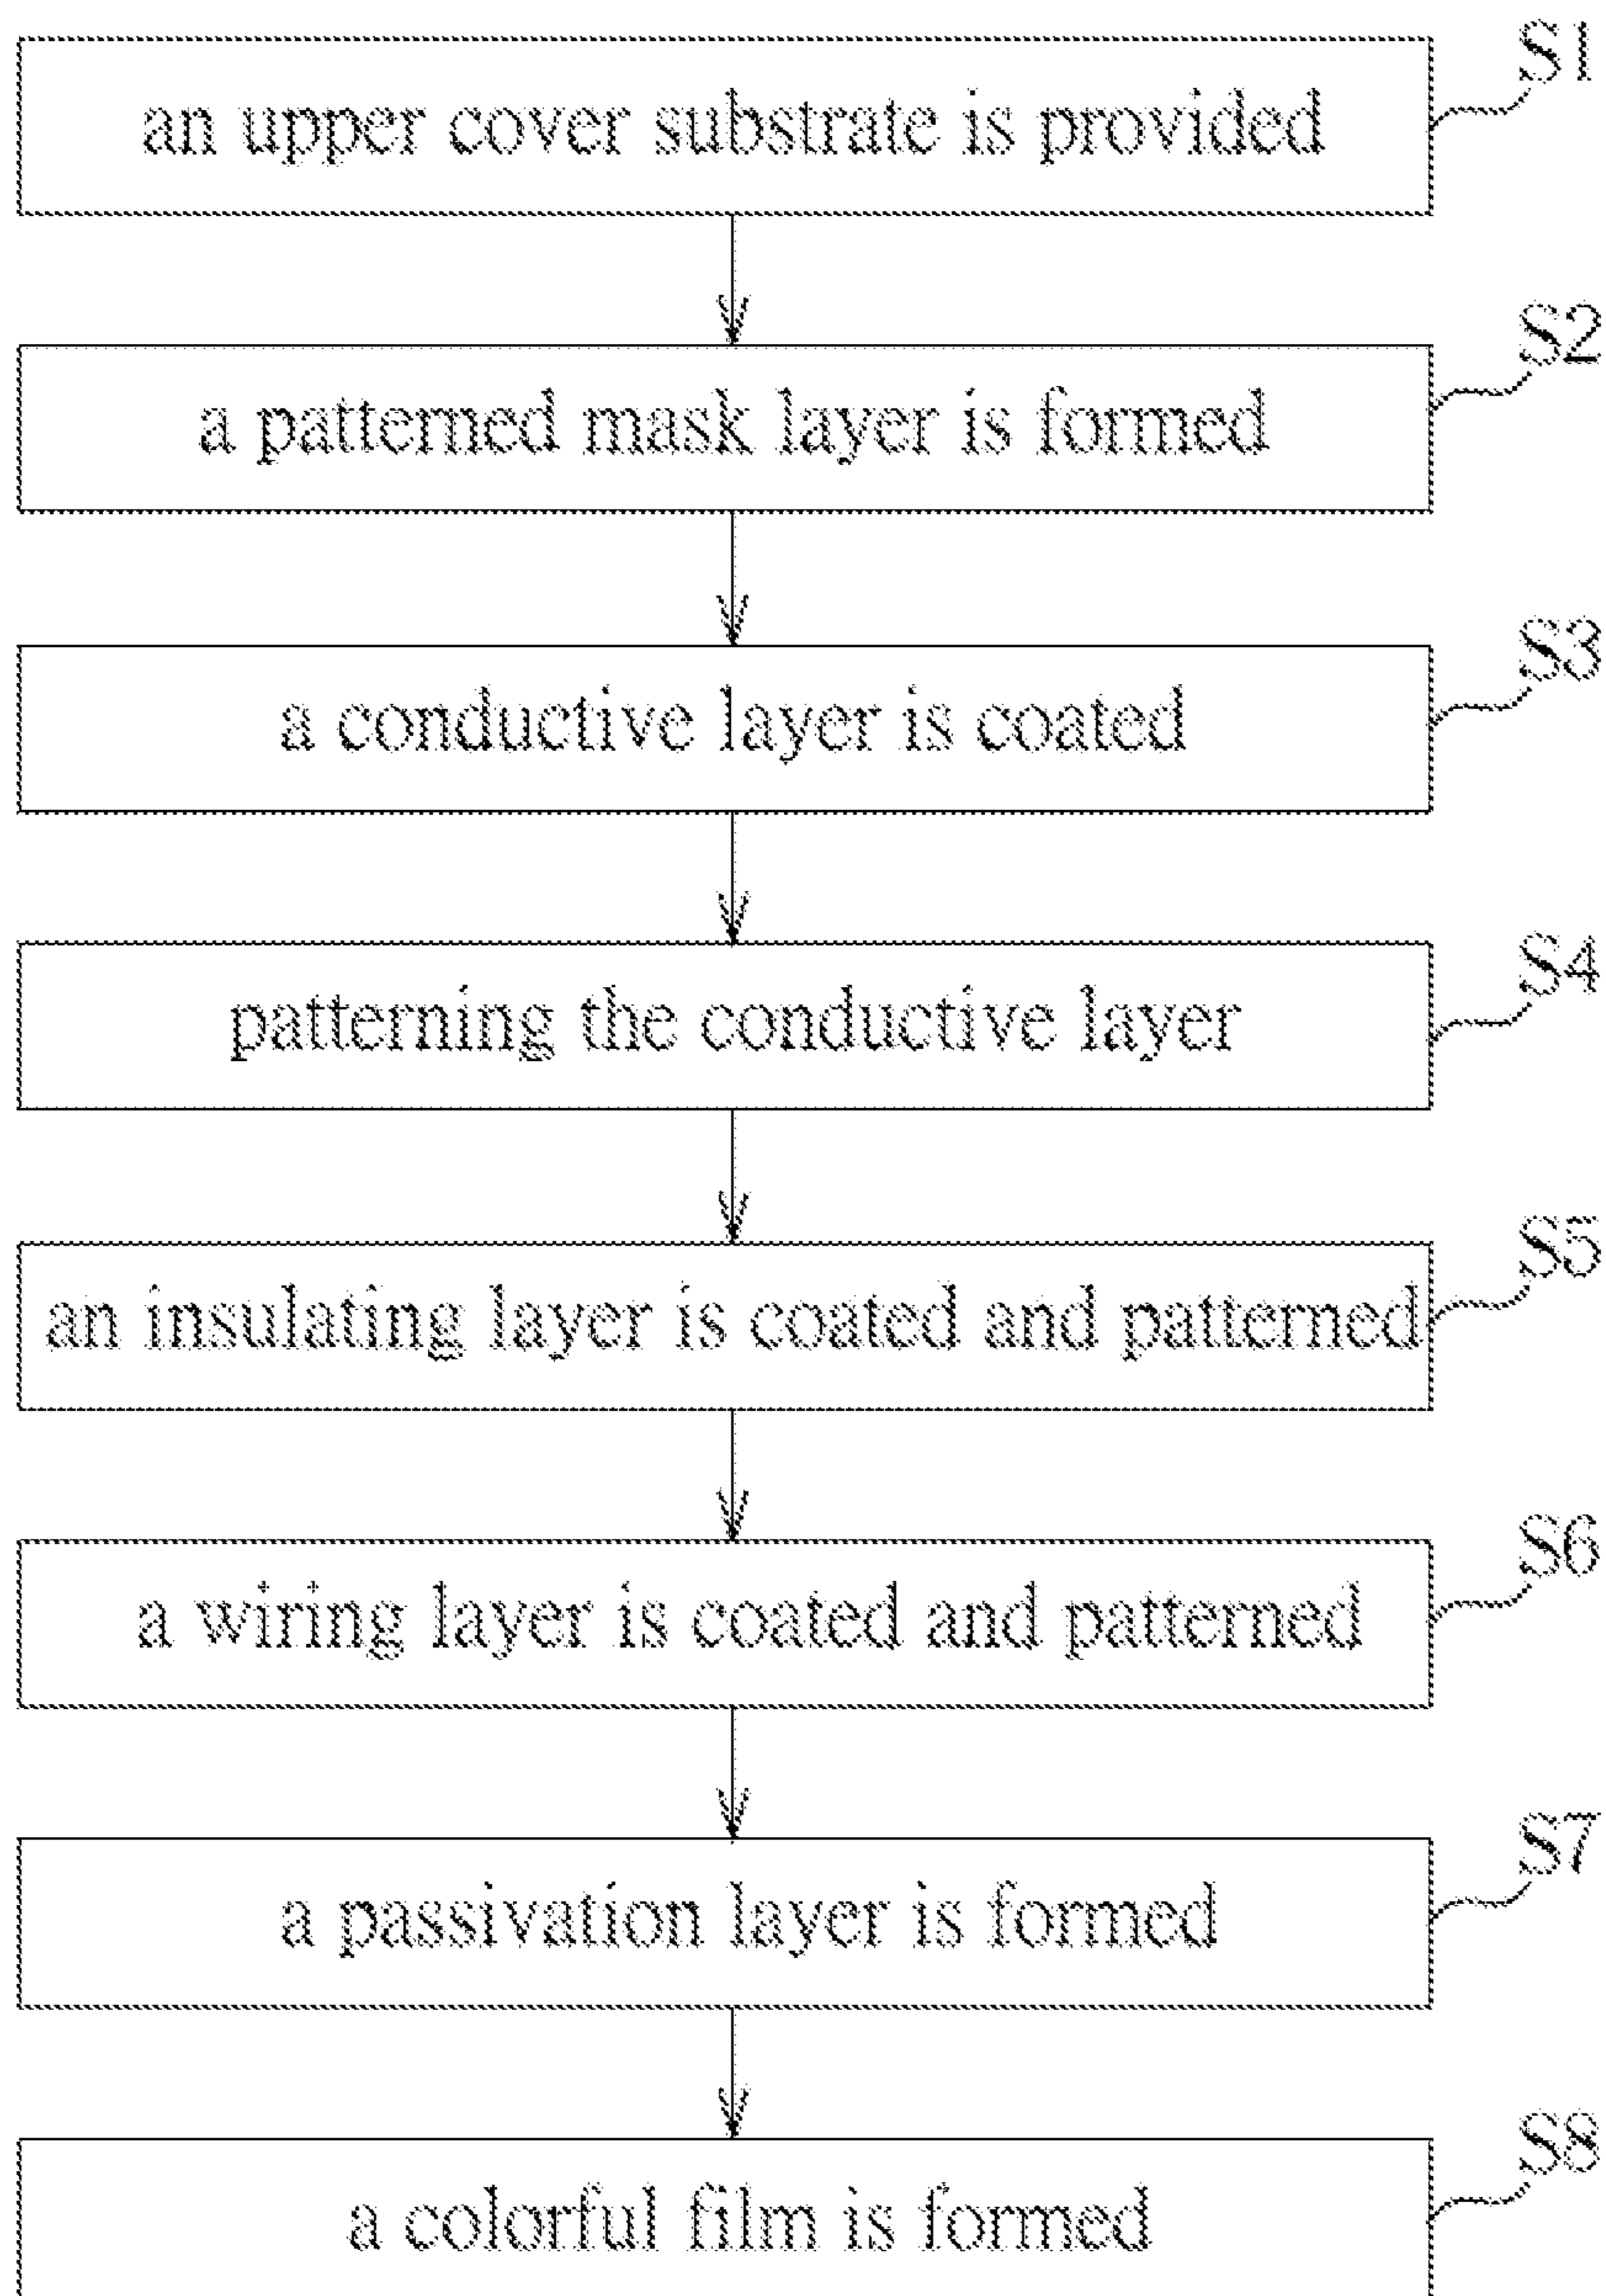 S1
an upper cover substrate is provided
S2
a patterned mask layer is formed
S3
a conductive layer is coated
S4
patterning the conductive layer
S5
an insulating layer is coated and patterned
S6
a wiring layer is coated and patterned
S7
a passivation layer is formed
S8
a colorful film is formed